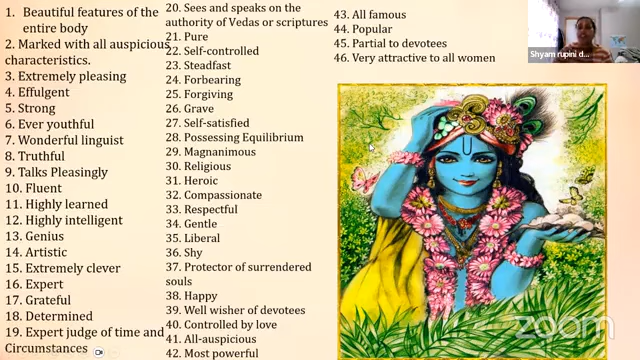 1. Beautiful features of the
entire body
2. Marked with all auspicious
characteristics.
3. Extremely pleasing
4. Effulgent
5. Strong
6. Ever youthful
7. Wonderful linguist
8. Truthful
9. Talks Pleasingly
10. Fluent
11. Highly learned
12. Highly intelligent
13. Genius
14. Artistic
15. Extremely clever
16. Expert
17. Grateful
18. Determined
19. Expert judge of time and
Circumstances
20. Sees and speaks on the
authority of Vedas or scriptures
21. Pure
22. Self-controlled
23. Steadfast
24. Forbearing
25. Forgiving
26. Grave
27. Self-satisfied
28. Possessing Equilibrium
29. Magnanimous
30. Religious
31. Heroic
32. Compassionate
33. Respectful
34. Gentle
35. Liberal
36. Shy
37. Protector of surrendered
souls
38. Happy
39. Well wisher of devotees
40. Controlled by love
41. All-auspicious
42. Most powerful
43. All famous
44. Popular
45. Partial to devotees
46. Very attractive to all women
Shyam rupini d...
zoom